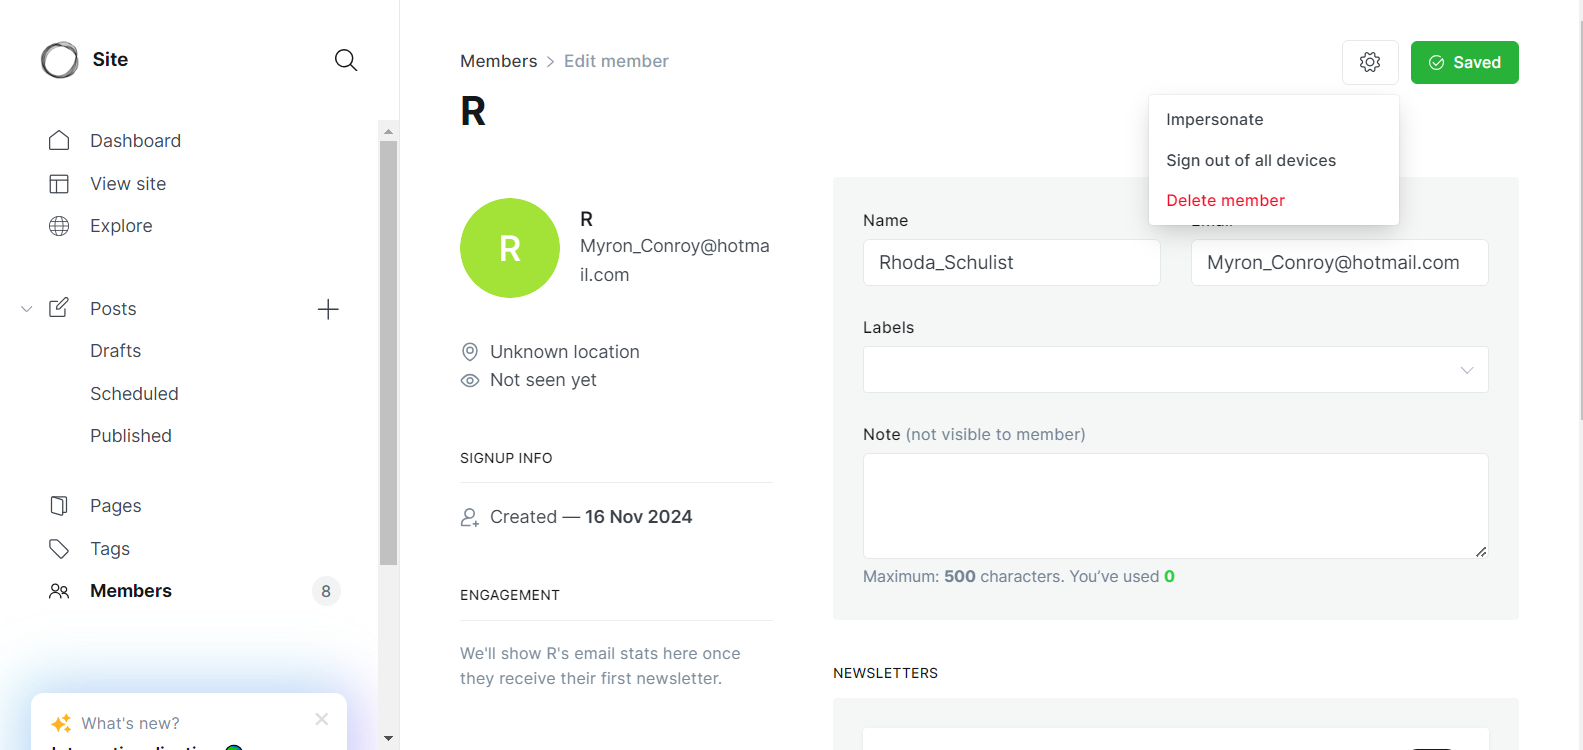 Site
Dashboard
View site
Explore
Posts
Drafts
Scheduled
Published
Pages
Tags
Members
8
What's new?
Members > Edit member
Saved
R
Impersonate
Sign out of all devices
Delete member
R
R
Myron_Conroy@hotma
il.com
Unknown location
Not seen yet
SIGNUP INFO
Created — 16 Nov 2024
ENGAGEMENT
We'll show R's email stats here once
they receive their first newsletter.
Name
Rhoda_Schulist
Myron_Conroy@hotmail.com
Labels
Note (not visible to member)
Maximum: 500 characters. You’ve used 0
NEWSLETTERS